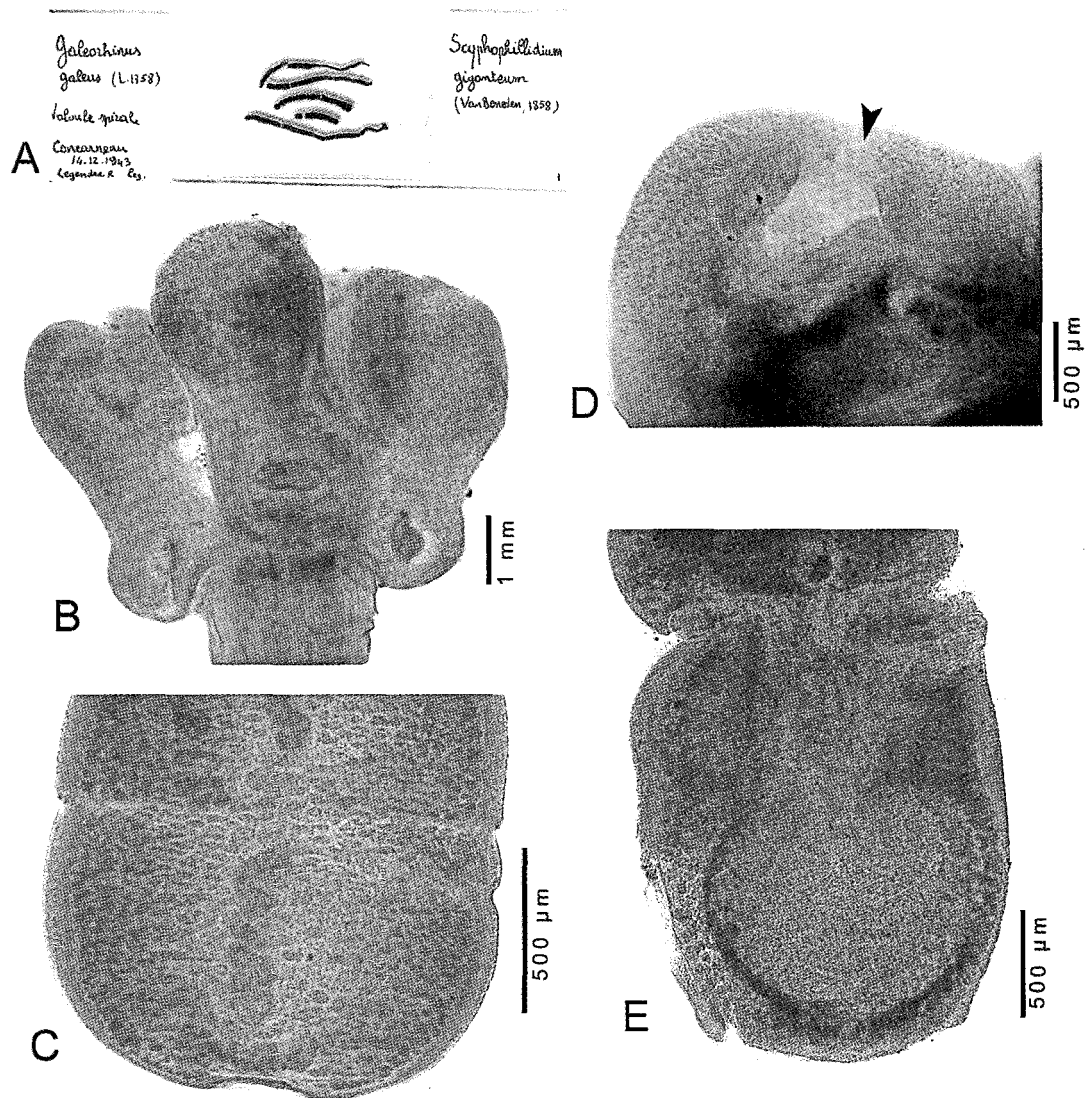 Galeorhinus
galeus (L.1758)
Valvule spirale
Concarneau
14.12.1943
Legendre R leg.
Scyphophillidium
giganteum
(Van Beneden, 1858)
A
B
1 mm
C
500 µm
D
500 µm
E
500 µm